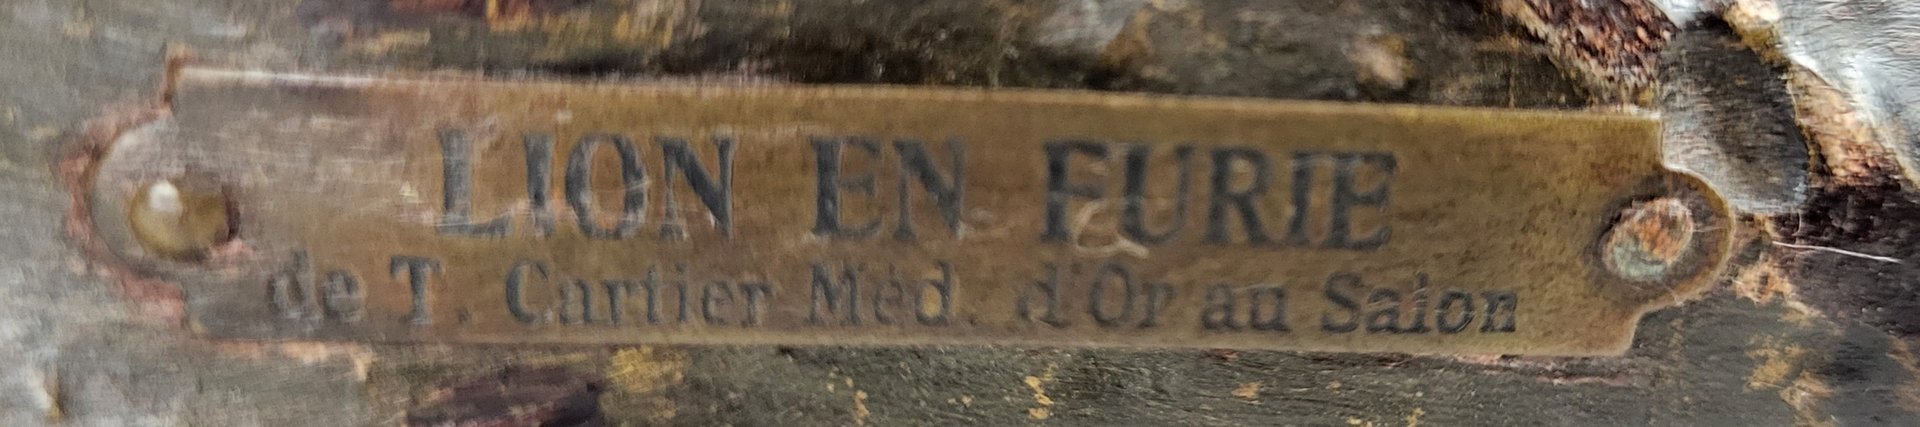 LION EN FURIE
de T. Cartier Méd. d'Or au Salon